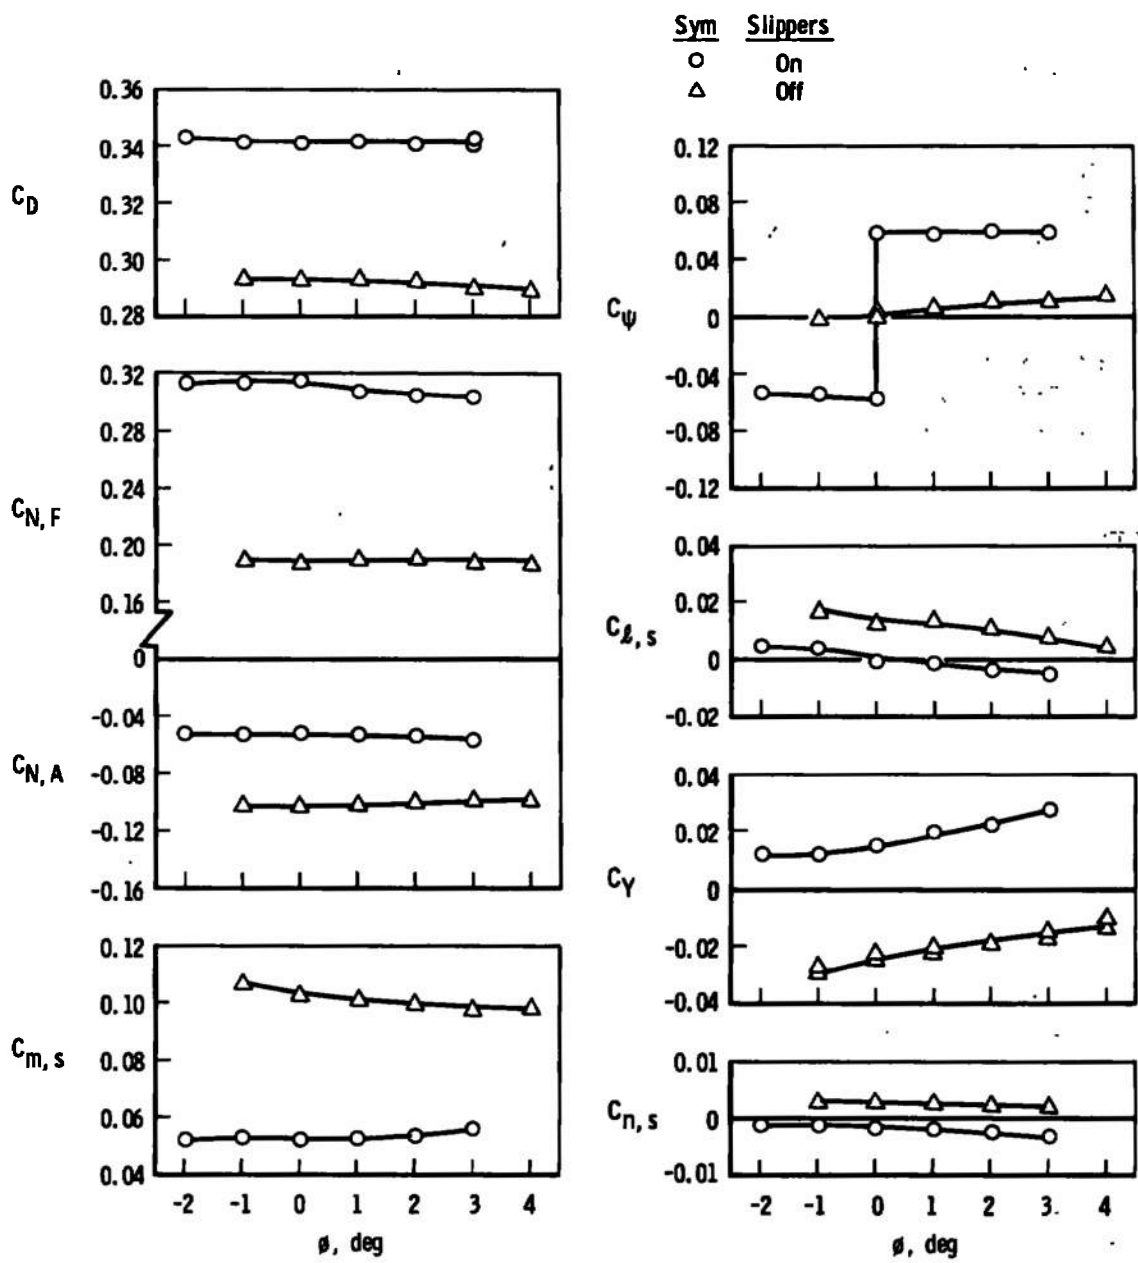 Sym Slippers
○ On
△ Off
0.36
0.34
0.32
0.30
0.28
C_D
0.32
0.28
0.24
0.20
0.16
C_N,F
0
-0.04
-0.08
-0.12
-0.16
C_N,A
0.12
0.10
0.08
0.06
0.04
C_m,s
-2 -1 0 1 2 3 4
ø, deg
0.12
0.08
0.04
0
-0.04
-0.08
-0.12
C_ψ
0.04
0.02
0
-0.02
C_ℓ,s
0.04
0.02
0
-0.02
-0.04
C_Y
0.01
0
-0.01
C_n,s
-2 -1 0 1 2 3 4
ø, deg